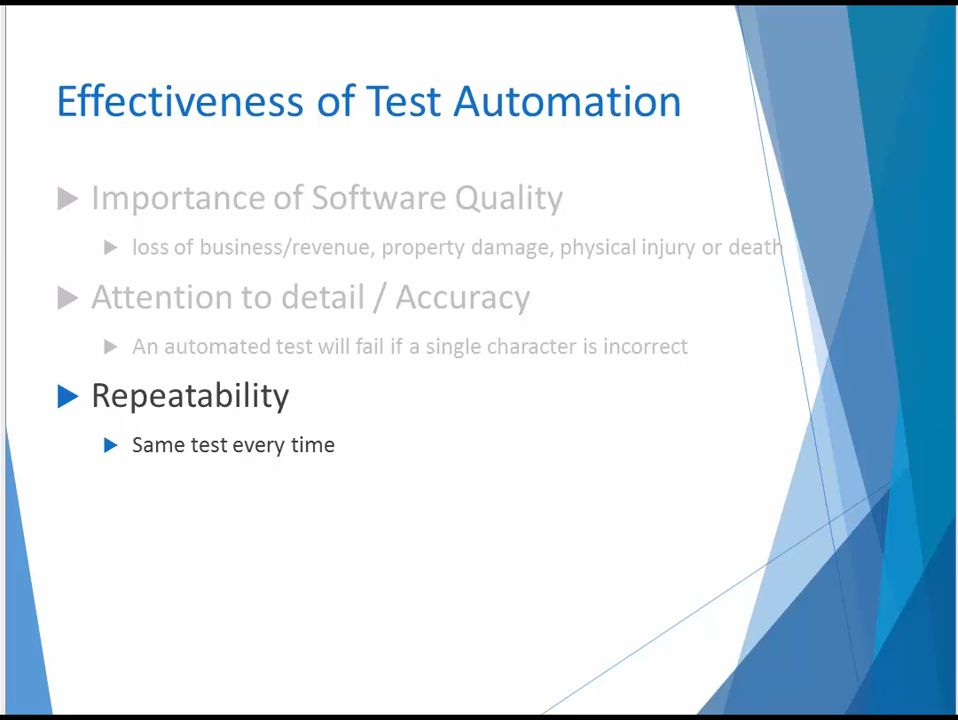 Effectiveness of Test Automation
Importance of Software Quality
loss of business/revenue, property damage, physical injury or death
Attention to detail / Accuracy
An automated test will fail if a single character is incorrect
Repeatability
Same test every time